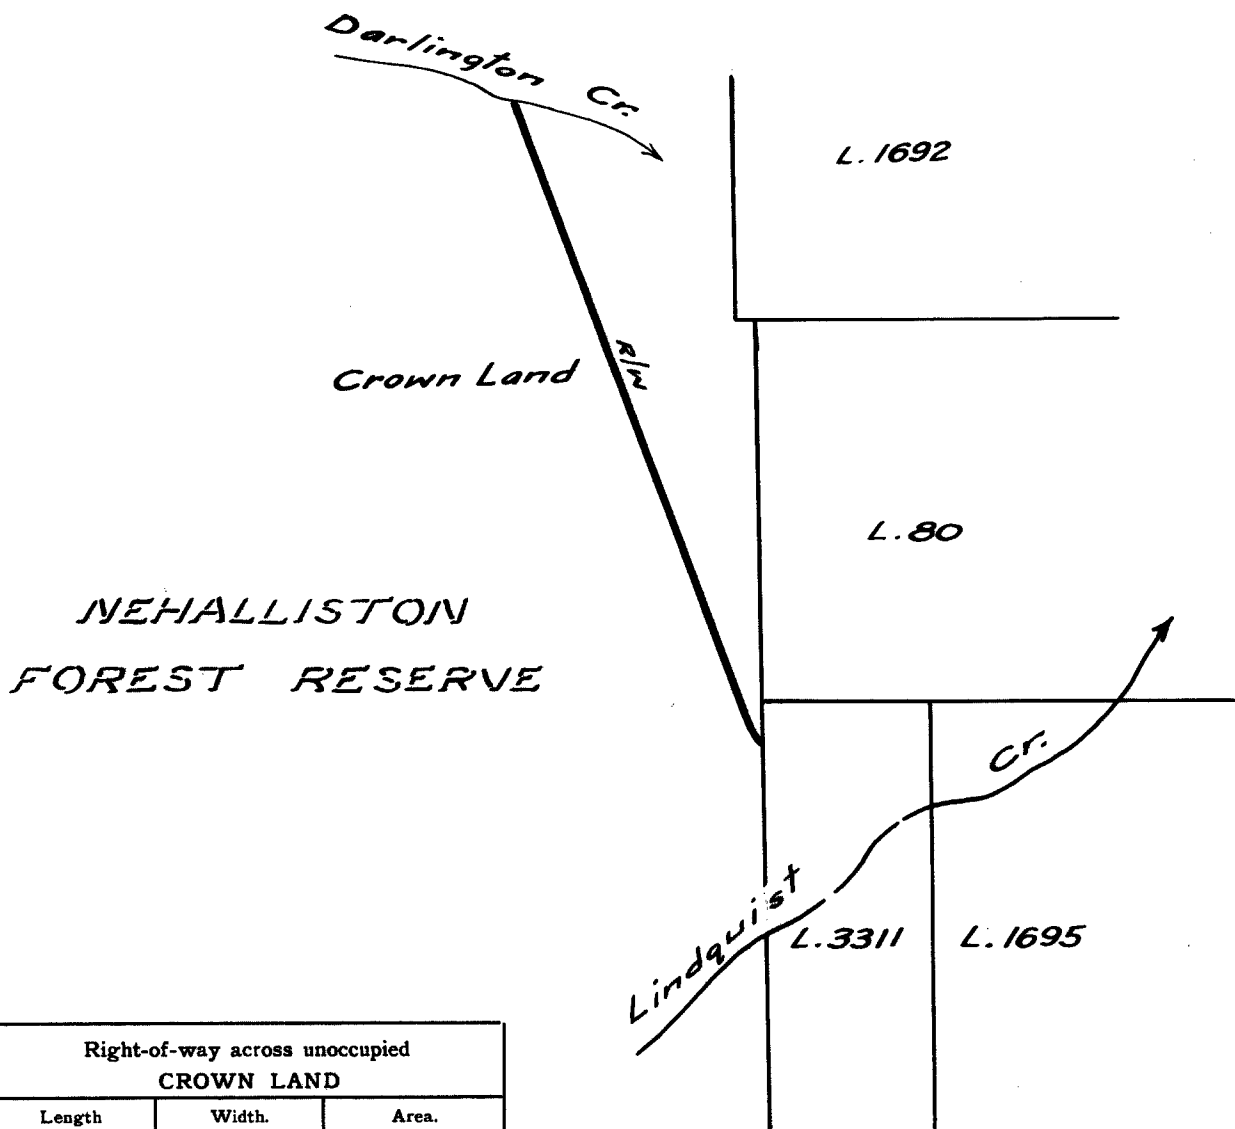 Darlington Cr.
L. 1692
R/W
Crown Land
L. 80
NEHALLISTON
FOREST RESERVE
Lindquist Cr.
L. 3311
L. 1695
Right-of-way across unoccupied
CROWN LAND
Length Width. Area.